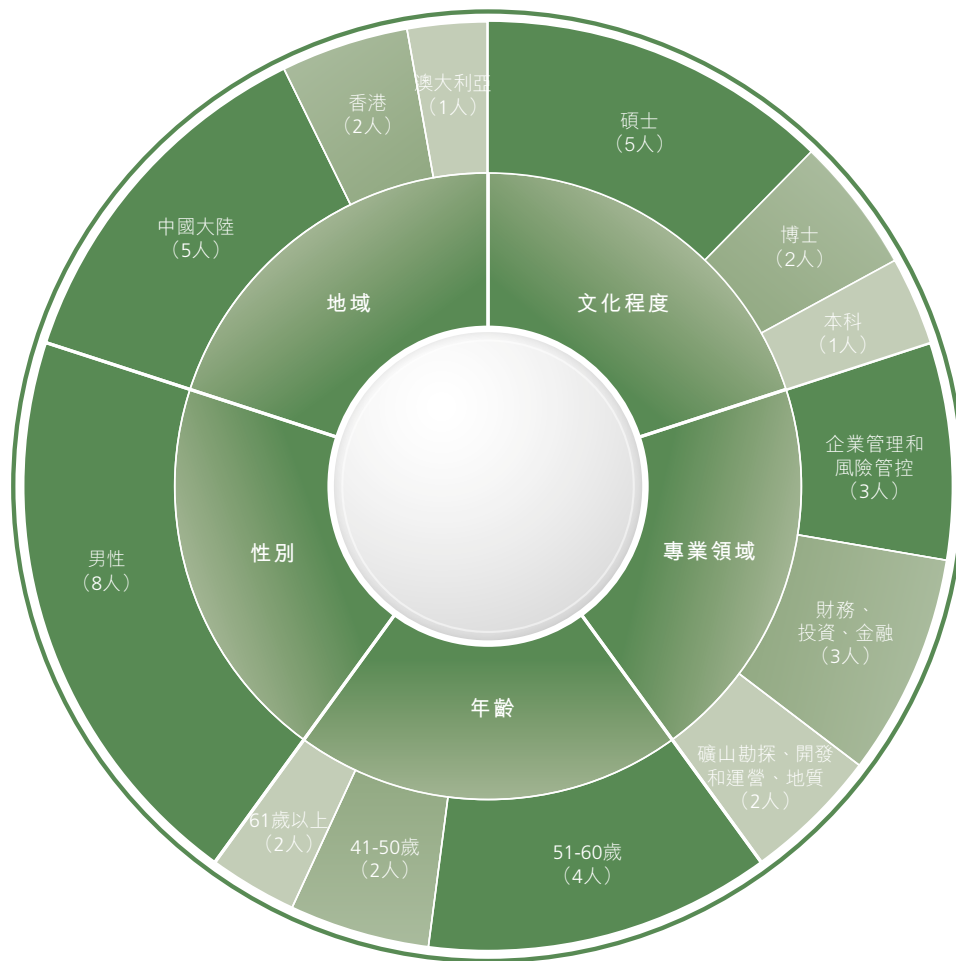 澳大利亞
（1人）
香港
（2人）
碩士
（5人）
中國大陸
（5人）
博士
（2人）
地域
文化程度
本科
（1人）
企業管理和
風險管控
（3人）
性別
專業領域
男性
（8人）
財務、
投資、金融
（3人）
年齡
礦山勘探、開發
和運營、地質
（2人）
61歲以上
（2人）
41-50歲
（2人）
51-60歲
（4人）